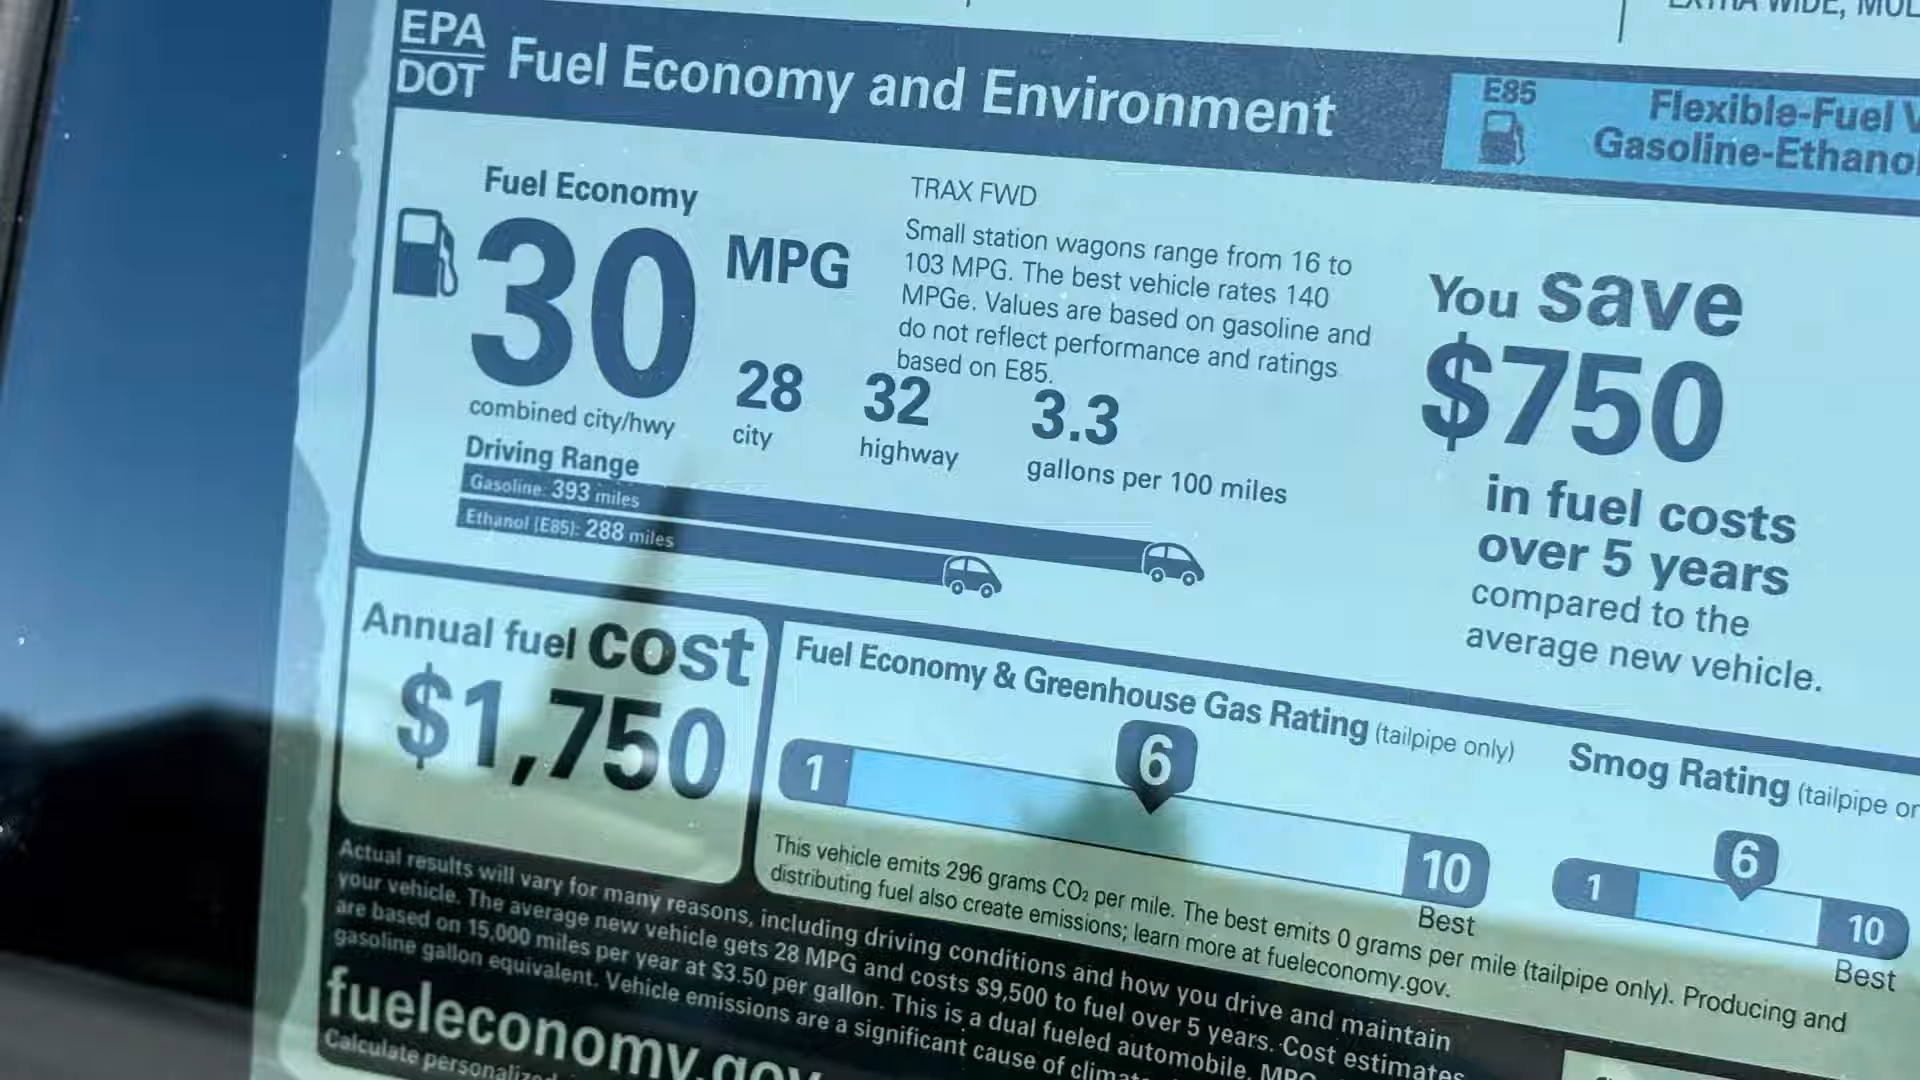 EXTRA WIDE,
EPA
DOT
Fuel Economy and Environment
E85
Flexible-Fuel
Gasoline-Ethanol
Fuel Economy
30 MPG
combined city/hwy
28
city
32
highway
3.3
gallons per 100 miles
TRAX FWD
Small station wagons range from 16 to
103 MPG. The best vehicle rates 140
MPGe. Values are based on gasoline and
do not reflect performance and ratings
based on E85.
Driving Range
Gasoline: 393 miles
Ethanol (E85): 288 miles
You save
$750
in fuel costs
over 5 years
compared to the
average new vehicle.
Annual fuel cost
$1,750
Fuel Economy & Greenhouse Gas Rating (tailpipe only)
1
6
10
Best
Smog Rating (tailpipe
1
6
10
Best
This vehicle emits 296 grams CO₂ per mile. The best emits 0 grams per mile (tailpipe only). Producing and
distributing fuel also create emissions; learn more at fueleconomy.gov.
Actual results will vary for many reasons, including driving conditions and how you drive and maintain
your vehicle. The average new vehicle gets 28 MPG and costs $9,500 to fuel over 5 years. Cost estimates
are based on 15,000 miles per year at $3.50 per gallon. This is a dual fueled automobile.
gasoline gallon equivalent. Vehicle emissions are a significant cause of
fueleconomy.gov
Calculate